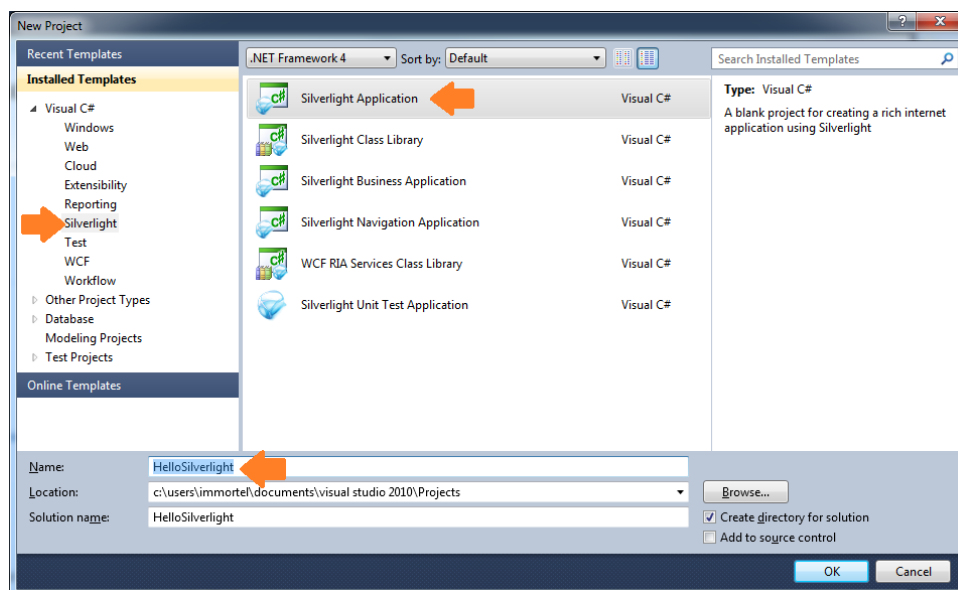 New Project
Recent Templates
.NET Framework 4
Sort by: Default
Search Installed Templates
Installed Templates
Visual C#
Windows
Web
Cloud
Extensibility
Reporting
Silverlight
Test
WCF
Workflow
Other Project Types
Database
Modeling Projects
Test Projects
Online Templates
C# Silverlight Application Visual C#
C# Silverlight Class Library Visual C#
C# Silverlight Business Application Visual C#
C# Silverlight Navigation Application Visual C#
C# WCF RIA Services Class Library Visual C#
Silverlight Unit Test Application Visual C#
Type: Visual C#
A blank project for creating a rich internet
application using Silverlight
Name: HelloSilverlight
Location: c:\users\immortel\documents\visual studio 2010\Projects
Browse...
Solution name: HelloSilverlight
Create directory for solution
Add to source control
OK Cancel